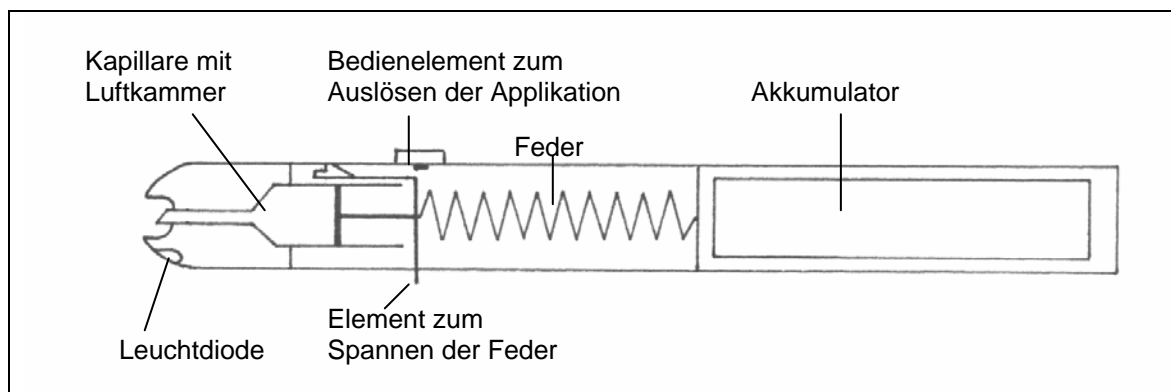 Kapillare mit
Luftkammer
Bedienelement zum
Auslösen der Applikation
Akkumulator
Feder
Leuchtdiode
Element zum
Spannen der Feder